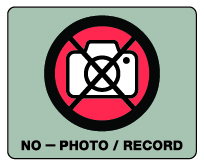 NO – PHOTO / RECORD